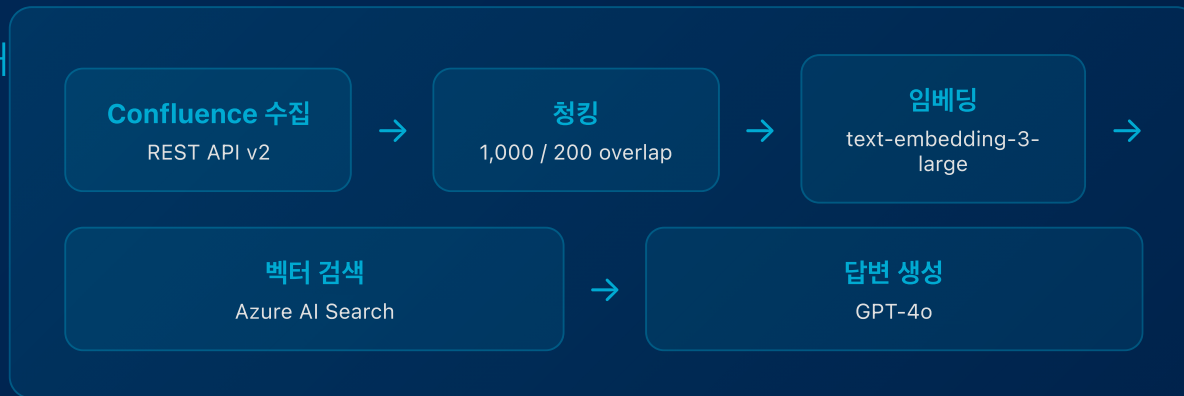 Confluence 수집
REST API v2
→
청킹
1,000 / 200 overlap
→
임베딩
text-embedding-3-
large
→
벡터 검색
Azure AI Search
→
답변 생성
GPT-4o